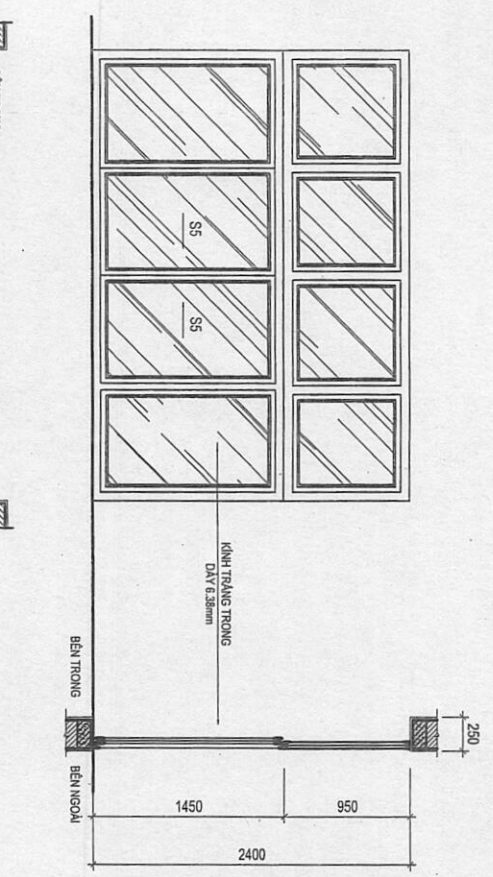 S5
S5
KÍNH TRẮNG TRONG
DÀY 6.38mm
BÊN TRONG
BÊN NGOÀI
250
1450
950
2400